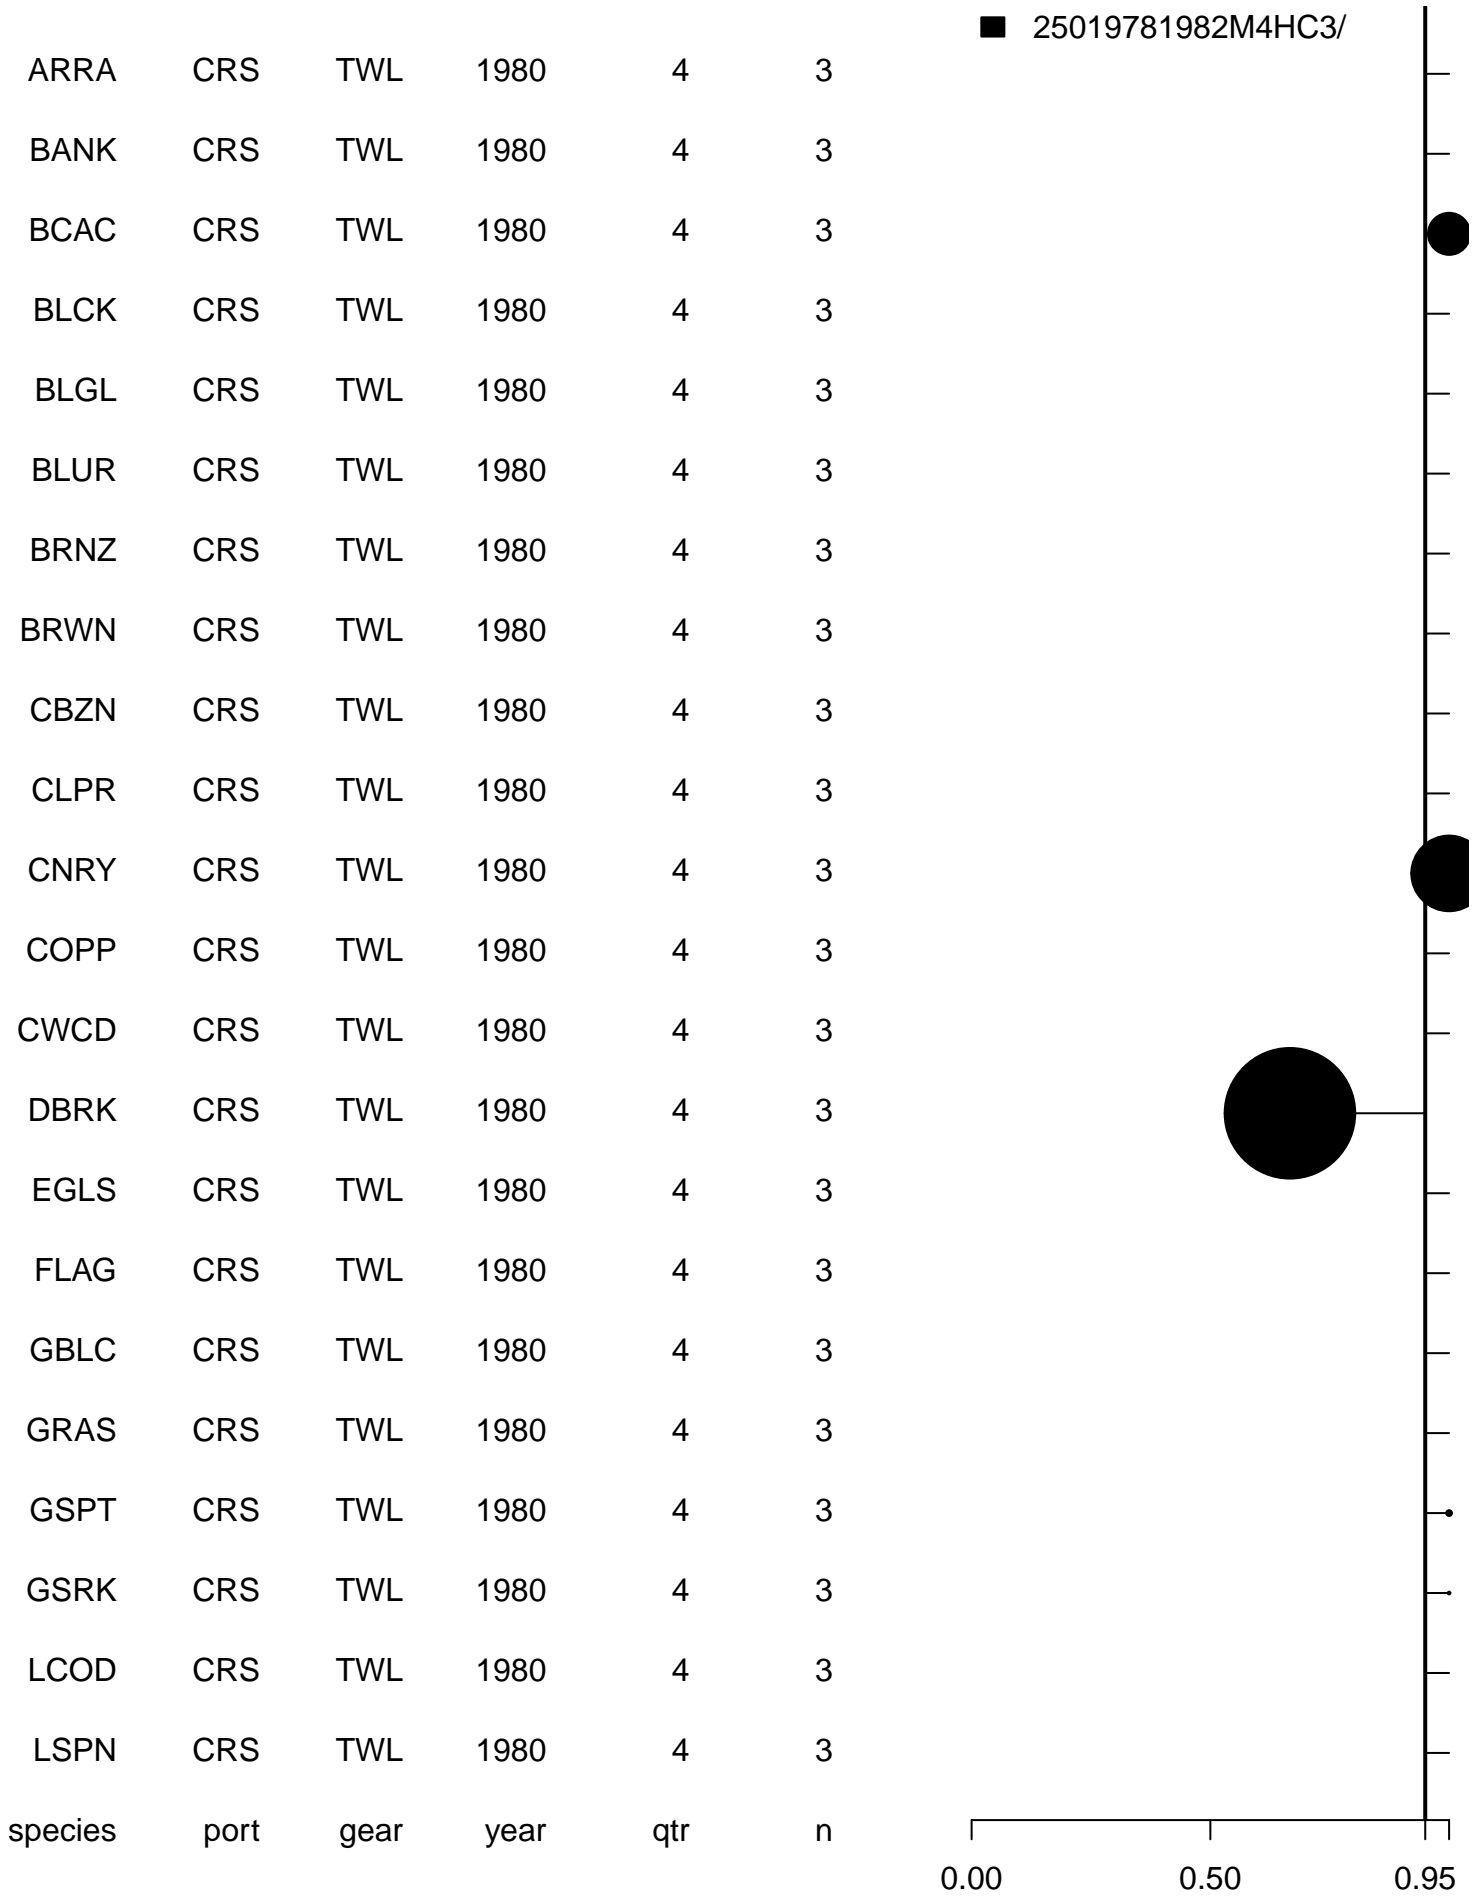 25019781982M4HC3/
ARRA CRS TWL 1980 4 3
BANK CRS TWL 1980 4 3
BCAC CRS TWL 1980 4 3
BLCK CRS TWL 1980 4 3
BLGL CRS TWL 1980 4 3
BLUR CRS TWL 1980 4 3
BRNZ CRS TWL 1980 4 3
BRWN CRS TWL 1980 4 3
CBZN CRS TWL 1980 4 3
CLPR CRS TWL 1980 4 3
CNRY CRS TWL 1980 4 3
COPP CRS TWL 1980 4 3
CWCD CRS TWL 1980 4 3
DBRK CRS TWL 1980 4 3
EGLS CRS TWL 1980 4 3
FLAG CRS TWL 1980 4 3
GBLC CRS TWL 1980 4 3
GRAS CRS TWL 1980 4 3
GSPT CRS TWL 1980 4 3
GSRK CRS TWL 1980 4 3
LCOD CRS TWL 1980 4 3
LSPN CRS TWL 1980 4 3
species port gear year qtr n
0.00 0.50 0.95